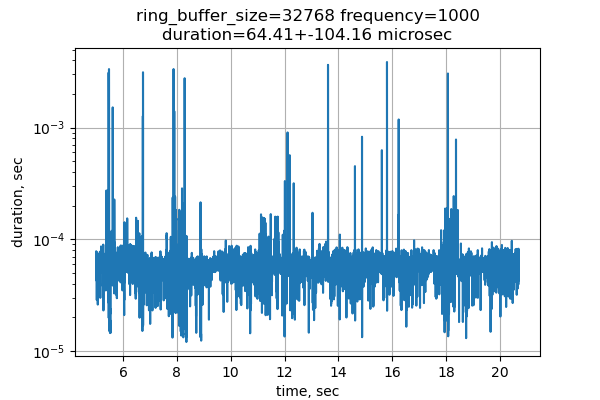 ring_buffer_size=32768 frequency=1000
duration=64.41+-104.16 microsec
duration, sec
10⁻³
10⁻⁴
10⁻⁵
6 8 10 12 14 16 18 20
time, sec